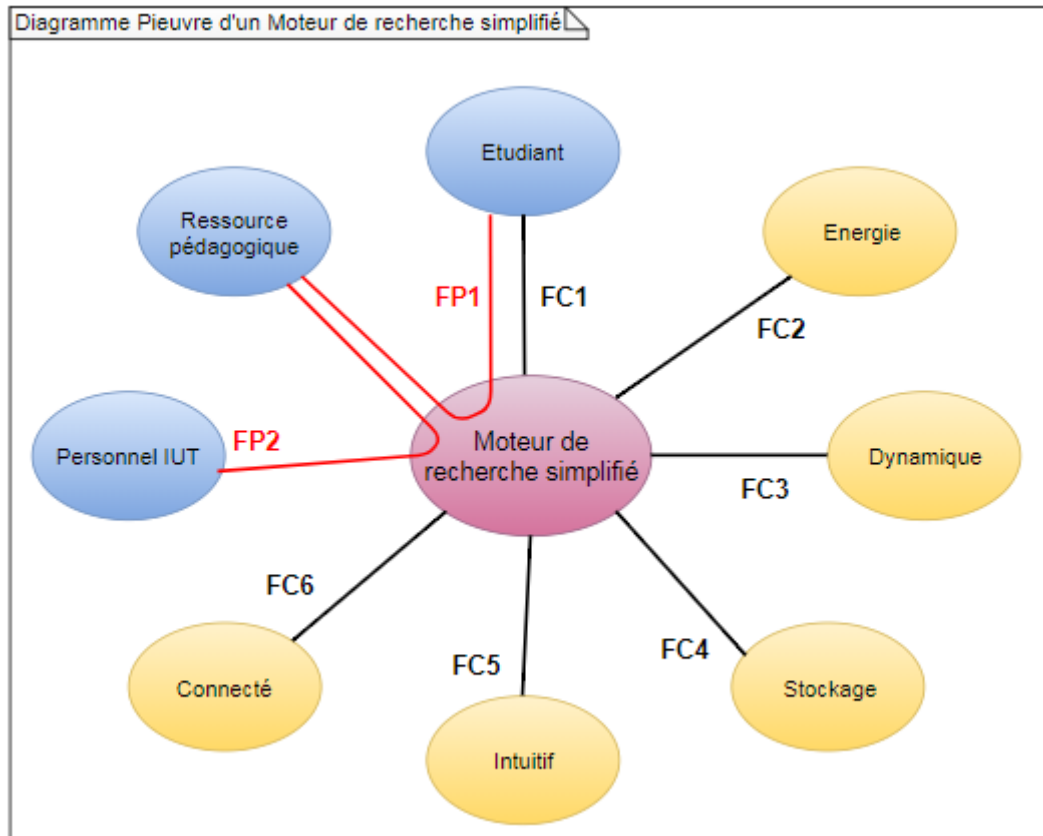 Diagramme Pieuvre d'un Moteur de recherche simplifié
Etudiant
Ressource
pédagogique
Energie
FP1
FC1
FC2
Personnel IUT
FP2
Moteur de
recherche simplifié
Dynamique
FC3
FC6
FC5
FC4
Connecté
Stockage
Intuitif